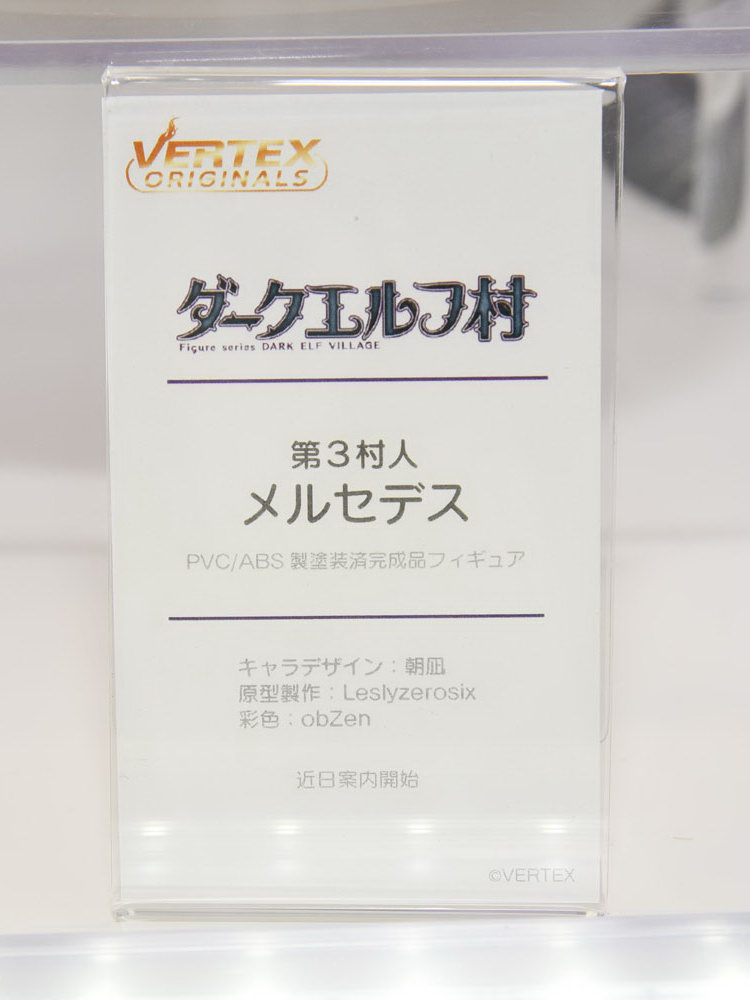 VERTEX
ORIGINALS
ダークエルフ村
Figure series DARK ELF VILLAGE
第3村人
メルセデス
PVC/ABS 製塗装済完成品フィギュア
キャラデザイン：朝凪
原型製作：Leslyzerosix
彩色：obZen
近日案内開始
©VERTEX